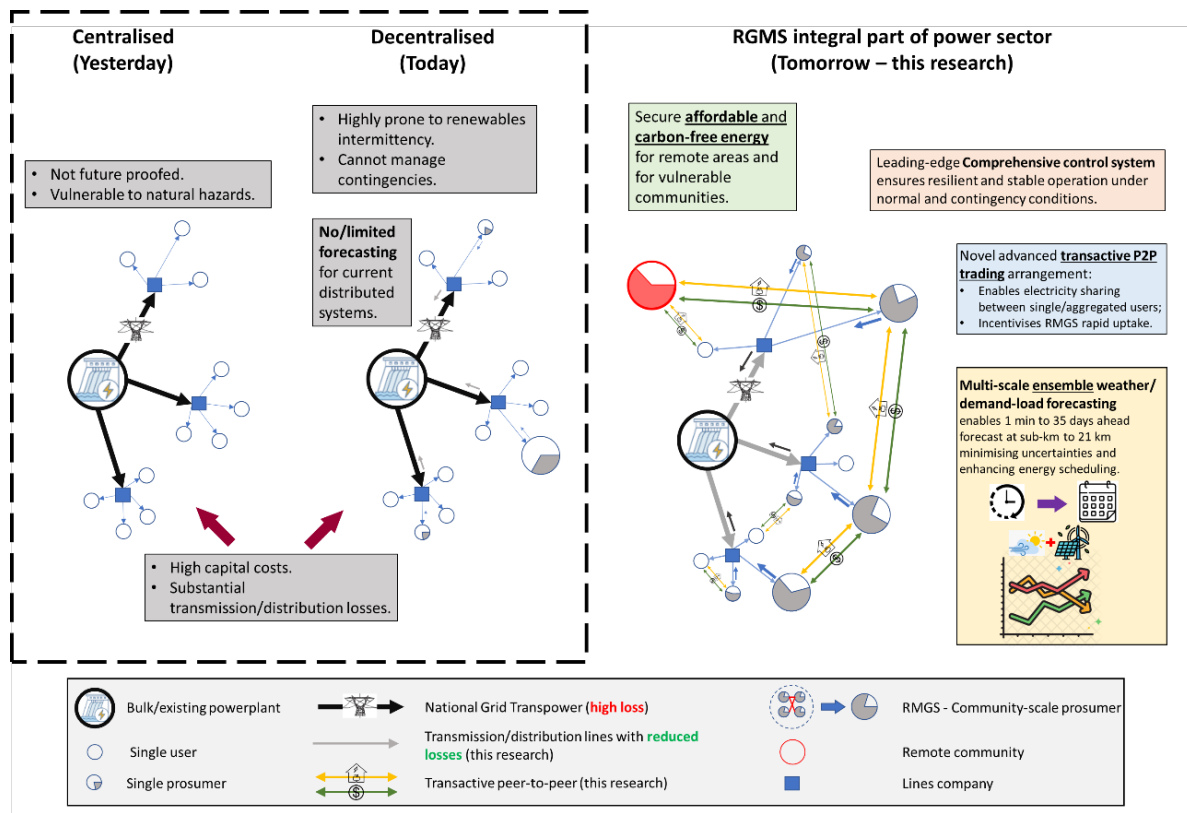 Centralised
(Yesterday)
Decentralised
(Today)
RGMS integral part of power sector
(Tomorrow – this research)
• Not future proofed.
• Vulnerable to natural hazards.
• Highly prone to renewables
intermittency.
• Cannot manage
contingencies.
No/limited
forecasting
for current
distributed
systems.
• High capital costs.
• Substantial
transmission/distribution losses.
Secure affordable and
carbon-free energy
for remote areas and
for vulnerable
communities.
Leading-edge Comprehensive control system
ensures resilient and stable operation under
normal and contingency conditions.
Novel advanced transactive P2P
trading arrangement:
• Enables electricity sharing
between single/aggregated users;
• Incentivises RMGS rapid uptake.
Multi-scale ensemble weather/
demand-load forecasting
enables 1 min to 35 days ahead
forecast at sub-km to 21 km
minimising uncertainties and
enhancing energy scheduling.
Bulk/existing powerplant
Single user
Single prosumer
National Grid Transpower (high loss)
Transmission/distribution lines with reduced
losses (this research)
Transactive peer-to-peer (this research)
RMGS - Community-scale prosumer
Remote community
Lines company